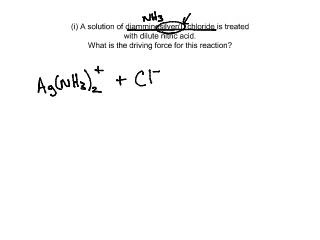 NH3
(i) A solution of diamminesilver(I) chloride is treated
with dilute nitric acid.
What is the driving force for this reaction?
Ag(NH3)2+ + Cl-